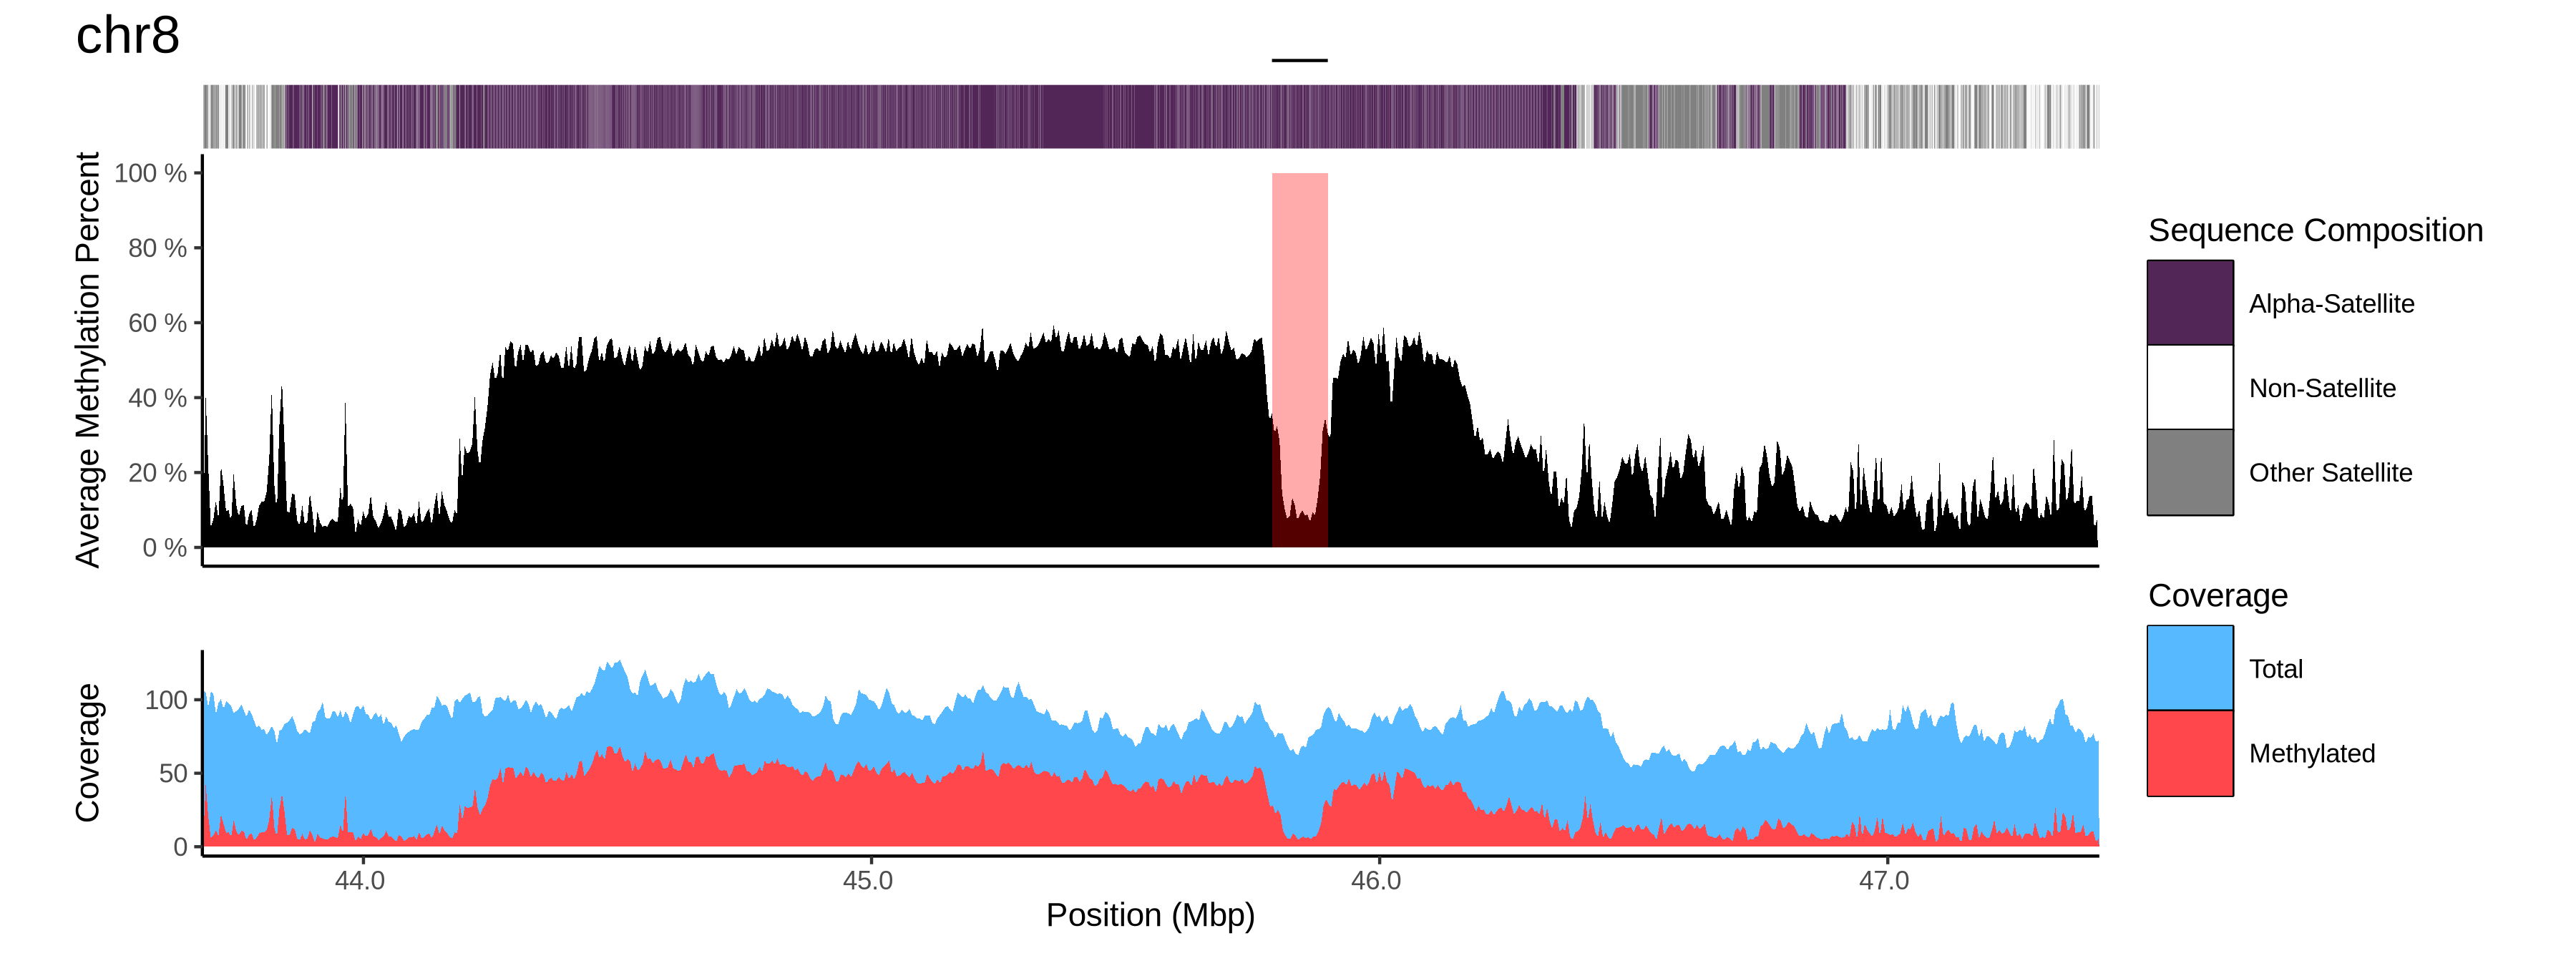 chr8
Average Methylation Percent
100 %
80 %
60 %
40 %
20 %
0 %
Sequence Composition
Alpha-Satellite
Non-Satellite
Other Satellite
Coverage
Total
Methylated
Coverage
100
50
0
44.0 45.0 46.0 47.0
Position (Mbp)